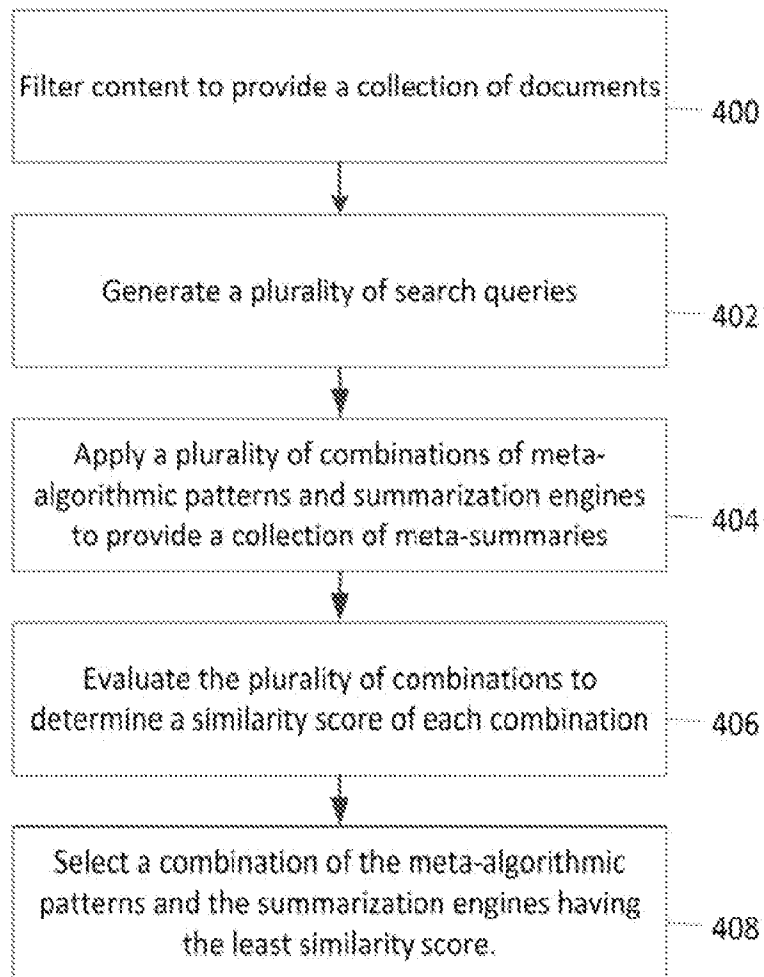 Filter content to provide a collection of documents
400
Generate a plurality of search queries
402
Apply a plurality of combinations of meta-
algorithmic patterns and summarization engines
to provide a collection of meta-summaries
404
Evaluate the plurality of combinations to
determine a similarity score of each combination
406
Select a combination of the meta-algorithmic
patterns and the summarization engines having
the least similarity score.
408